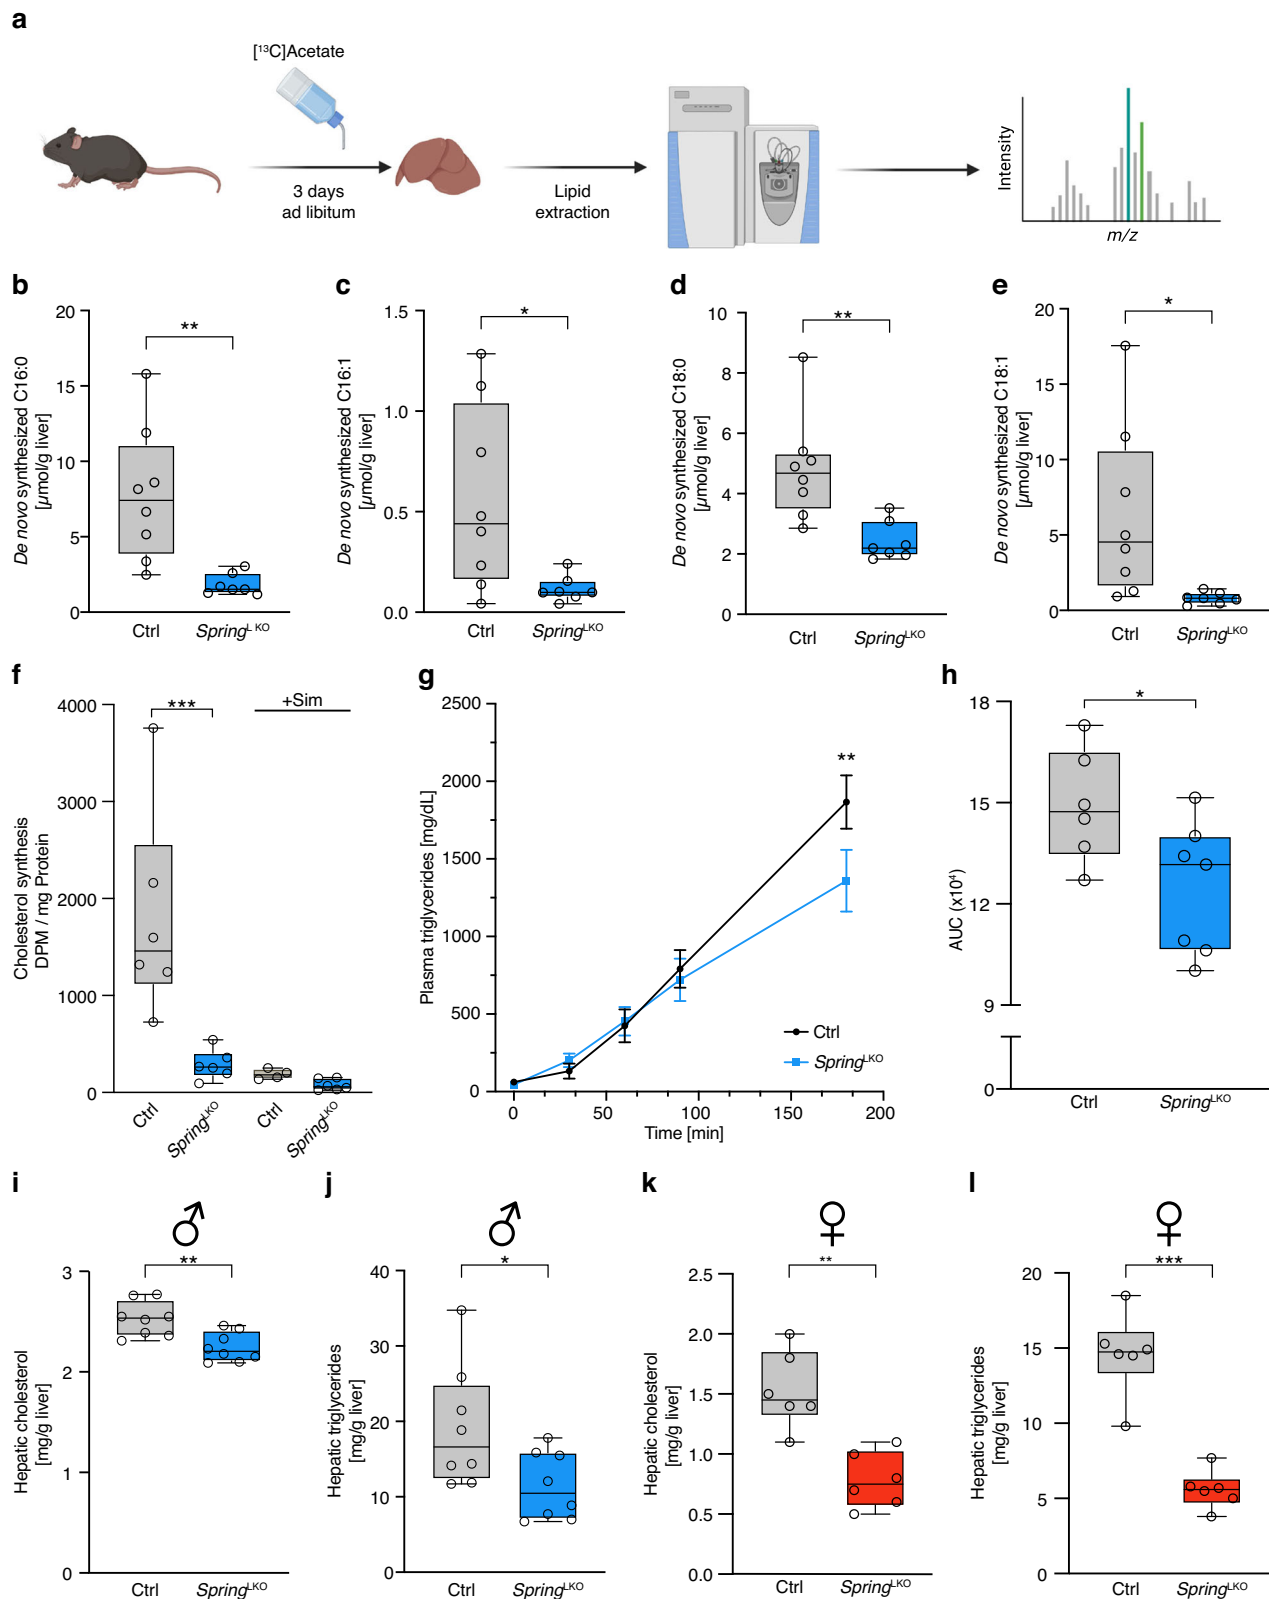 a
[¹³C]Acetate
3 days
ad libitum
Lipid
extraction
Intensity
m/z
b
De novo synthesized C16:0
[µmol/g liver]
20
15
10
5
0
**
Ctrl
Spring^L KO
c
De novo synthesized C16:1
[µmol/g liver]
1.5
1.0
0.5
0.0
*
Ctrl
Spring^LKO
d
De novo synthesized C18:0
[µmol/g liver]
10
8
6
4
2
0
**
Ctrl
Spring^LKO
e
De novo synthesized C18:1
[µmol/g liver]
20
15
10
5
0
*
Ctrl
Spring^LKO
f
Cholesterol synthesis
DPM / mg Protein
4000
3000
2000
1000
0
***
+Sim
Ctrl
Spring^LKO
Ctrl
Spring^LKO
g
Plasma triglycerides [mg/dL]
2500
2000
1500
1000
500
0
**
Ctrl
Spring^LKO
0 50 100 150 200
Time [min]
h
AUC (x10⁴)
18
15
12
9
0
*
Ctrl
Spring^LKO
i
♂
Hepatic cholesterol
[mg/g liver]
3
2
1
0
**
Ctrl
Spring^LKO
j
♂
Hepatic triglycerides
[mg/g liver]
40
30
20
10
0
*
Ctrl
Spring^LKO
k
♀
Hepatic cholesterol
[mg/g liver]
2.5
2.0
1.5
1.0
0.5
0.0
**
Ctrl
Spring^LKO
l
♀
Hepatic triglycerides
[mg/g liver]
20
15
10
5
0
***
Ctrl
Spring^LKO